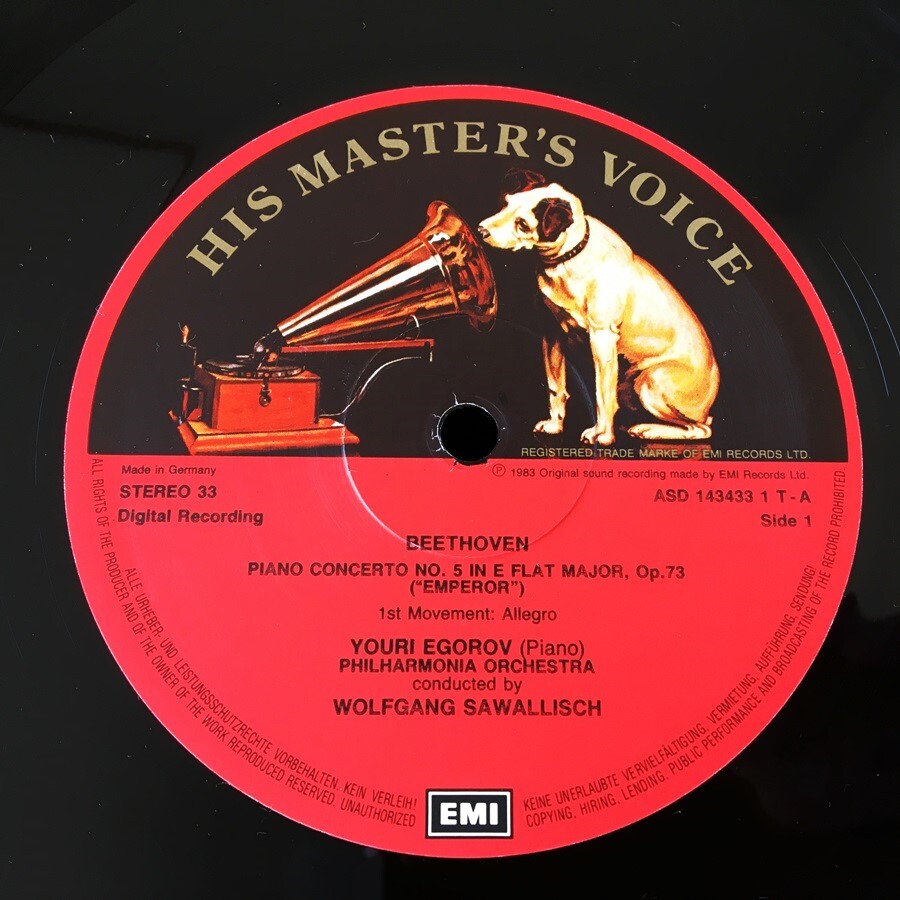 HIS MASTER'S VOICE
REGISTERED TRADE MARKE OF EMI RECORDS LTD.
Made in Germany
Ⓟ 1983 Original sound recording made by EMI Records Ltd.
STEREO 33
ASD 143433 1 T-A
Digital Recording
Side 1
BEETHOVEN
PIANO CONCERTO NO. 5 IN E FLAT MAJOR, Op.73
("EMPEROR")
1st Movement: Allegro
YOURI EGOROV (Piano)
PHILHARMONIA ORCHESTRA
conducted by
WOLFGANG SAWALLISCH
ALL RIGHTS OF THE PRODUCER AND OF THE OWNER OF THE WORK REPRODUCED RESERVED. UNAUTHORIZED
ALLE URHEBER, UND LEISTUNGSSCHUTZRECHTE VORBEHALTEN. KEIN VERLEIH!
KEINE UNERLAUBTE VERVIELFÄLTIGUNG, VERMIETUNG, AUFFÜHRUNG, SENDUNG!
COPYING, HIRING, LENDING, PUBLIC PERFORMANCE AND BROADCASTING OF THE RECORD PROHIBITED.
EMI